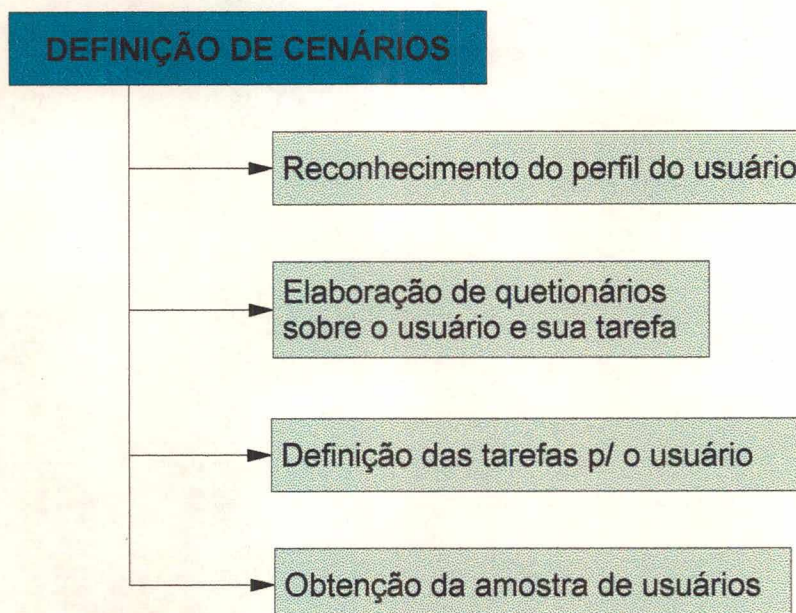 DEFINIÇÃO DE CENÁRIOS
Reconhecimento do perfil do usuário
Elaboração de quetionários
sobre o usuário e sua tarefa
Definição das tarefas p/ o usuário
Obtenção da amostra de usuários